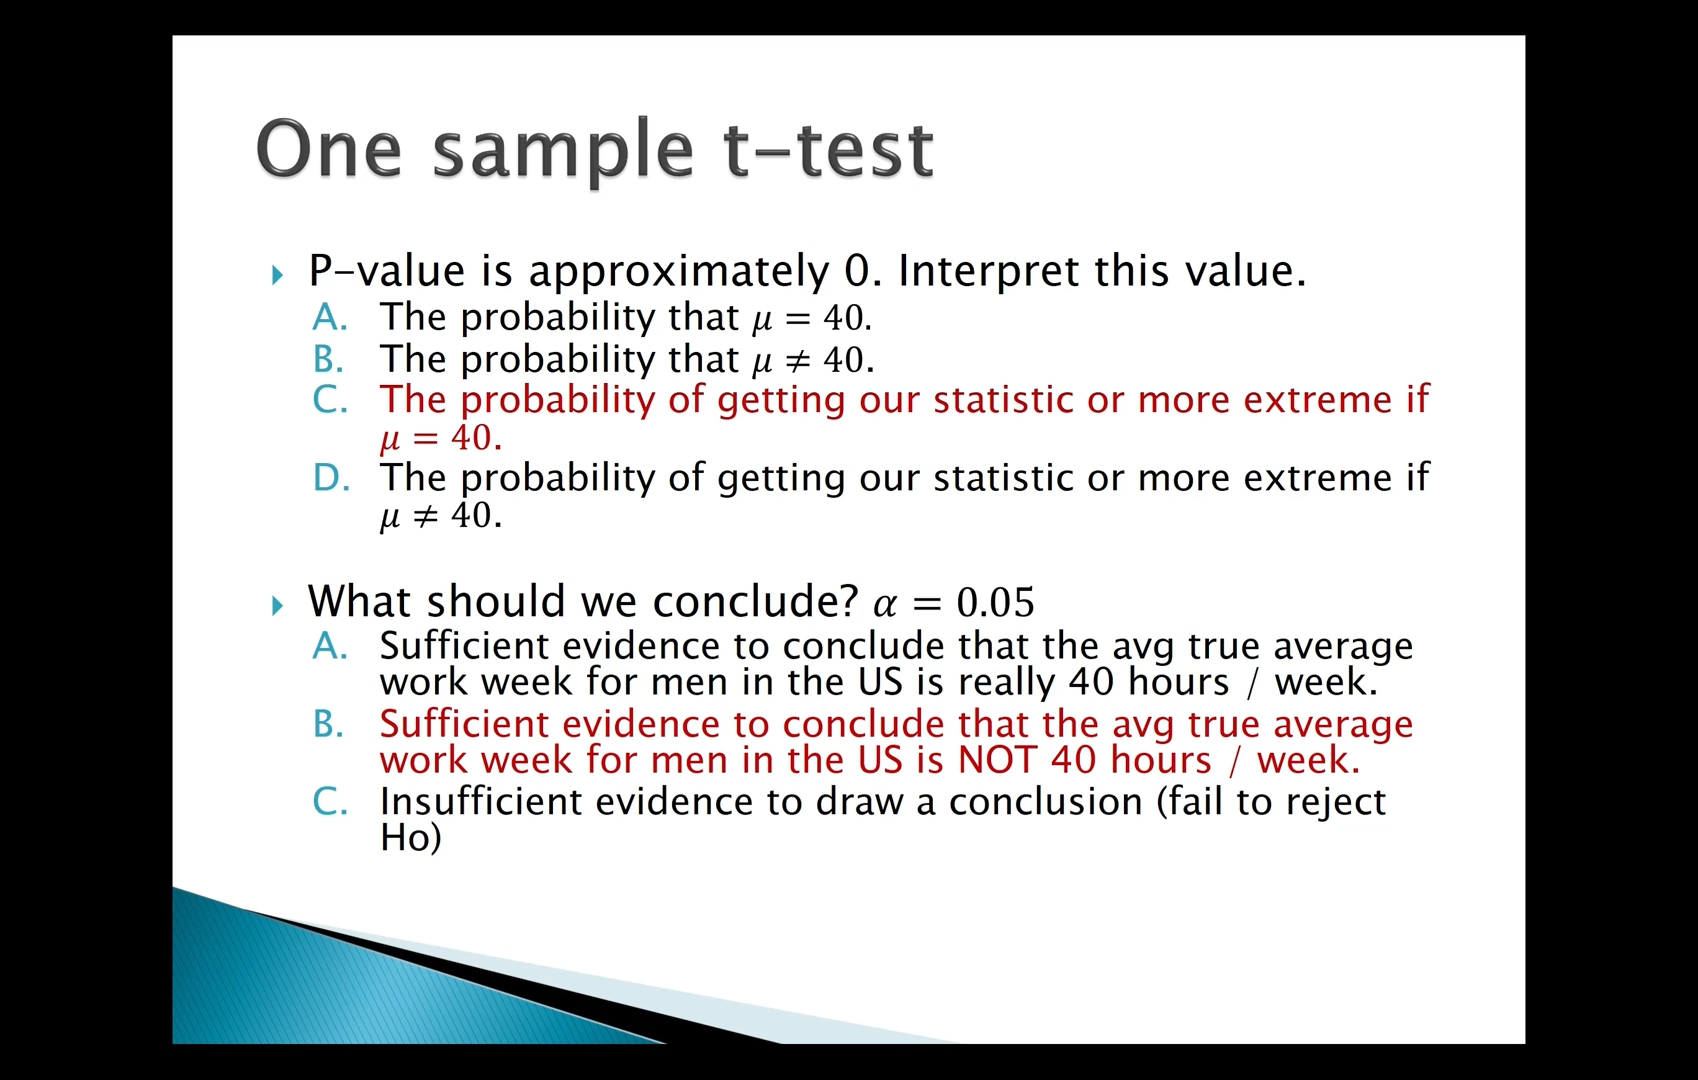 One sample t-test
P-value is approximately 0. Interpret this value.
A. The probability that μ = 40.
B. The probability that μ ≠ 40.
C. The probability of getting our statistic or more extreme if
μ = 40.
D. The probability of getting our statistic or more extreme if
μ ≠ 40.
What should we conclude? α = 0.05
A. Sufficient evidence to conclude that the avg true average
work week for men in the US is really 40 hours / week.
B. Sufficient evidence to conclude that the avg true average
work week for men in the US is NOT 40 hours / week.
C. Insufficient evidence to draw a conclusion (fail to reject
Ho)